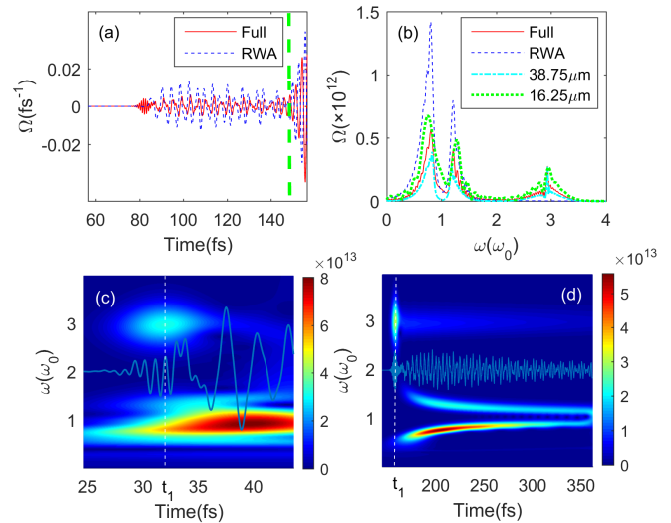 (a)
Full
RWA
0.02
0
-0.02
Ω(fs⁻¹)
60 80 100 120 140
Time(fs)
(b)
Full
RWA
38.75μm
16.25μm
1.5
1.0
0.5
0
Ω(×10¹²)
0 1 2 3 4
ω(ω₀)
(c)
×10¹³
8
6
4
2
0
3
2
1
ω(ω₀)
25 30 t₁ 35 40
Time(fs)
(d)
×10¹³
5
4
3
2
1
0
3
2
1
ω(ω₀)
t₁ 200 250 300 350
Time(fs)